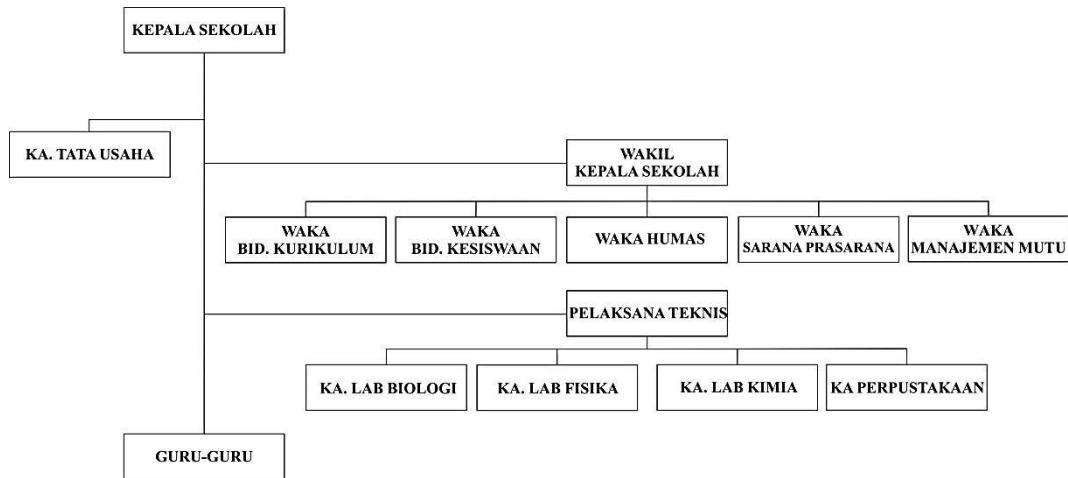 KEPALA SEKOLAH
KA. TATA USAHA
WAKIL
KEPALA SEKOLAH
WAKA
BID. KURIKULUM
WAKA
BID. KESISWAAN
WAKA HUMAS
WAKA
SARANA PRASARANA
WAKA
MANAJEMEN MUTU
PELAKSANA TEKNIS
KA. LAB BIOLOGI
KA. LAB FISIKA
KA. LAB KIMIA
KA PERPUSTAKAAN
GURU-GURU